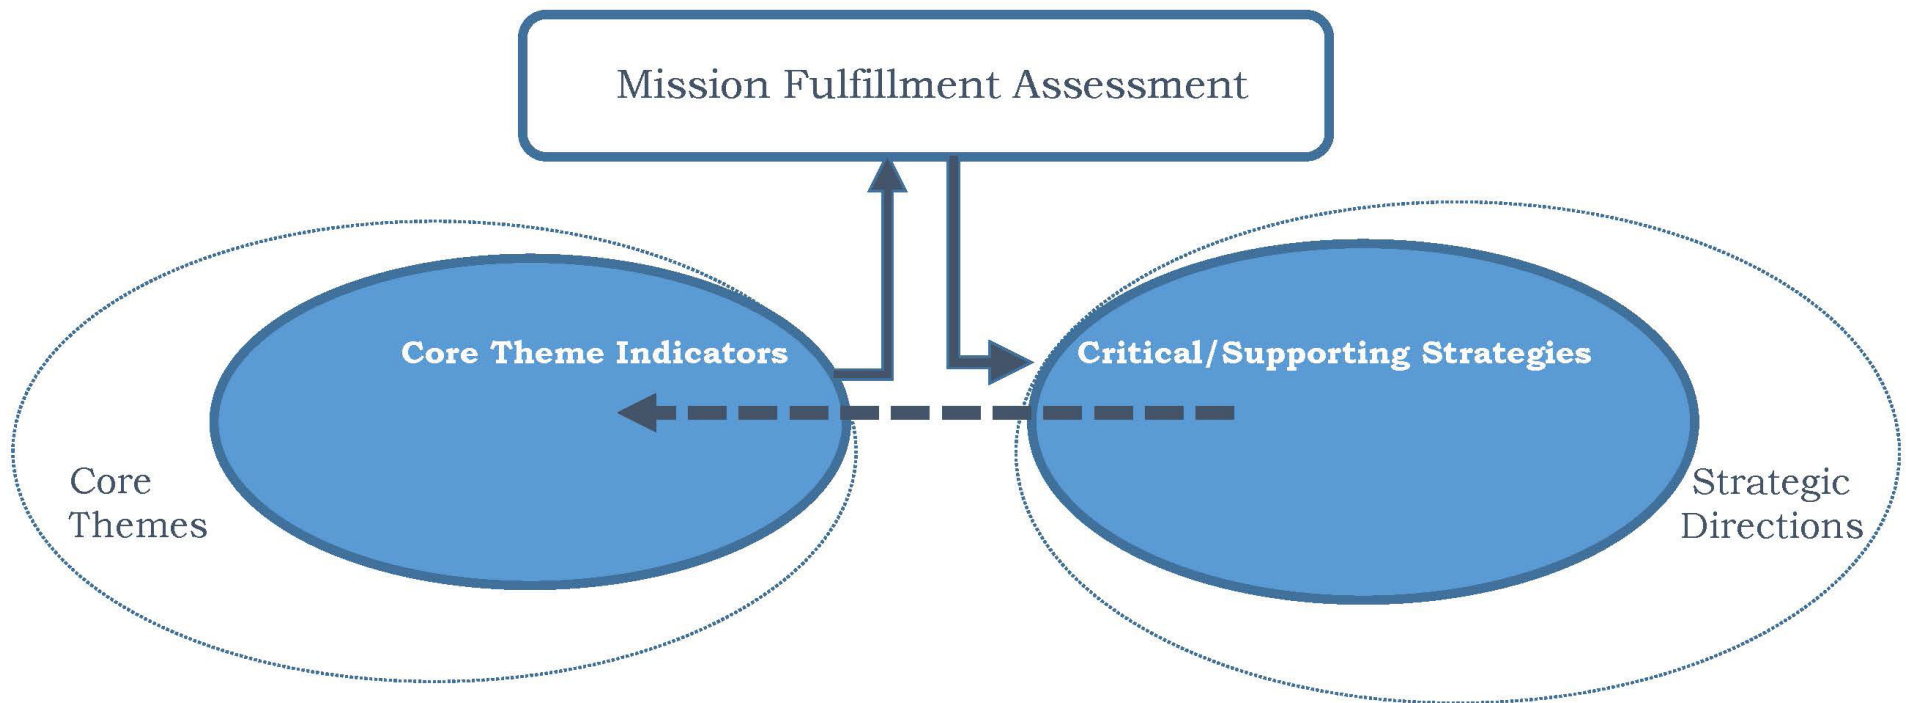 Mission Fulfillment Assessment
Core Theme Indicators
Critical/Supporting Strategies
Core
Themes
Strategic
Directions